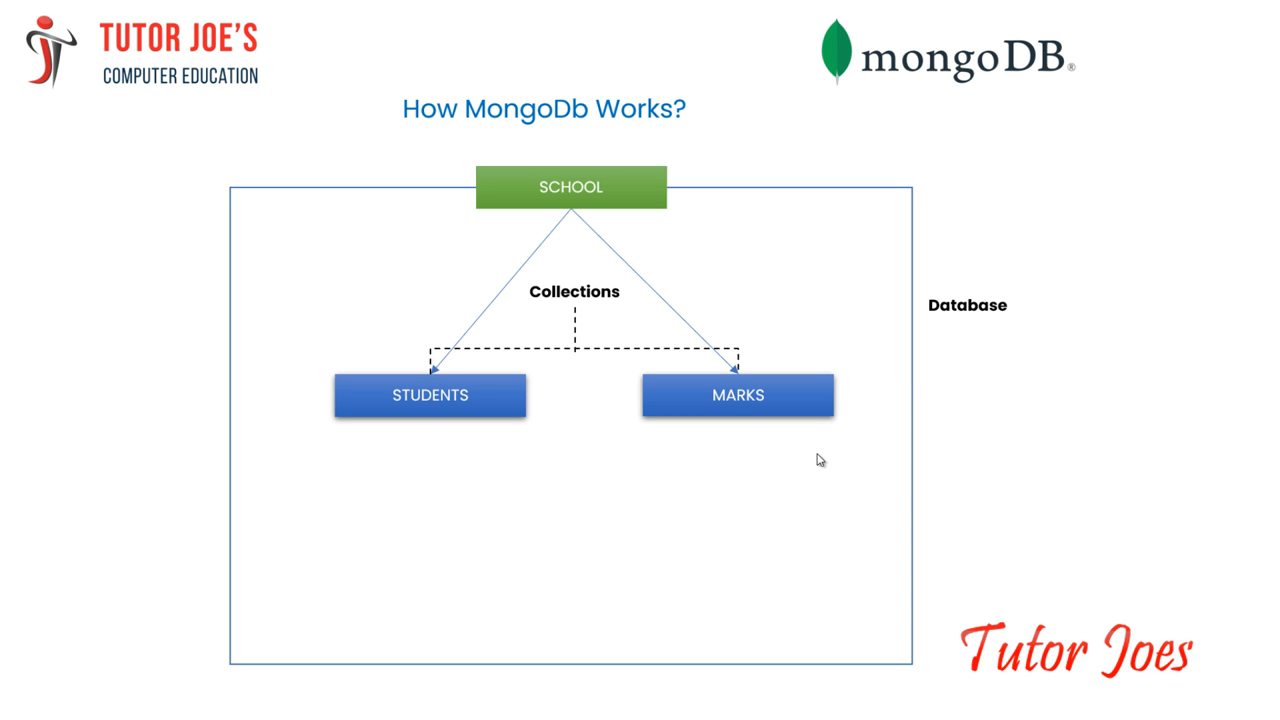 TUTOR JOE'S
COMPUTER EDUCATION
mongoDB®
How MongoDb Works?
SCHOOL
Collections
Database
STUDENTS
MARKS
Tutor Joes